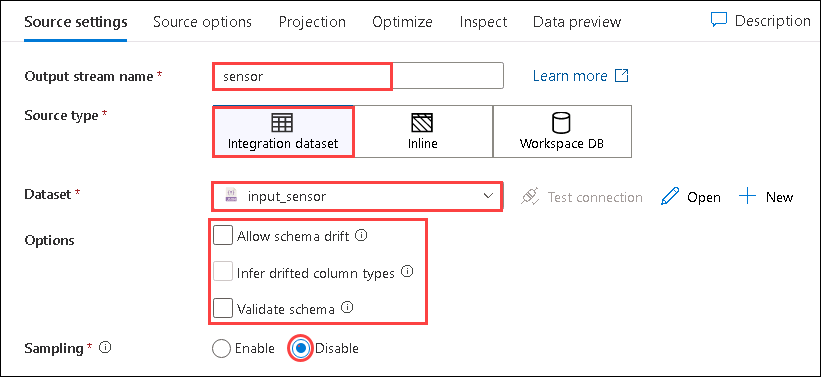 Source settings Source options Projection Optimize Inspect Data preview Description
Output stream name * sensor Learn more
Source type *
Integration dataset Inline Workspace DB
Dataset * input_sensor Test connection Open New
Options Allow schema drift
Infer drifted column types
Validate schema
Sampling * Enable Disable